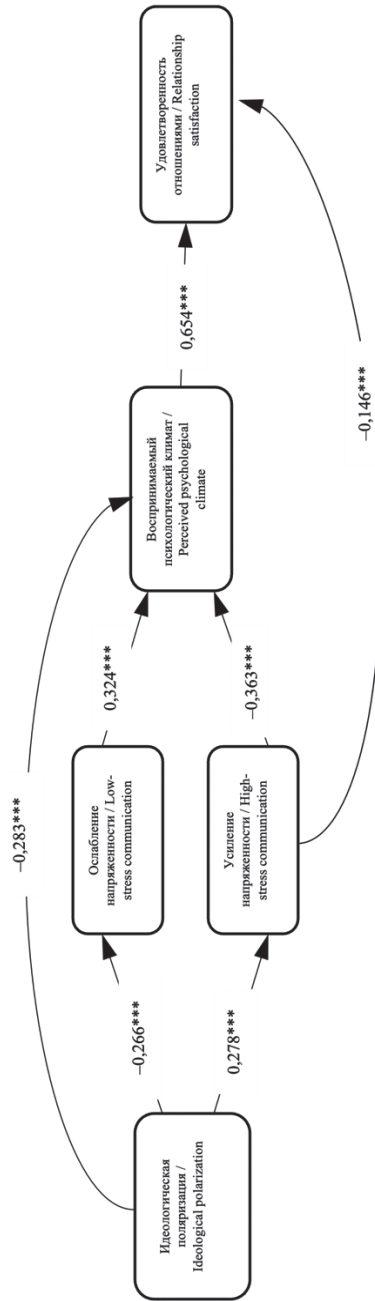 Идеологическая
поляризация /
Ideological polarization
–0,283***
–0,266***
0,278***
Ослабление
напряженности / Low-
stress communication
Усиление
напряженности / High-
stress communication
0,324***
–0,363***
Воспринимаемый
психологический климат /
Perceived psychological
climate
0,654***
–0,146***
Удовлетворенность
отношениями / Relationship
satisfaction